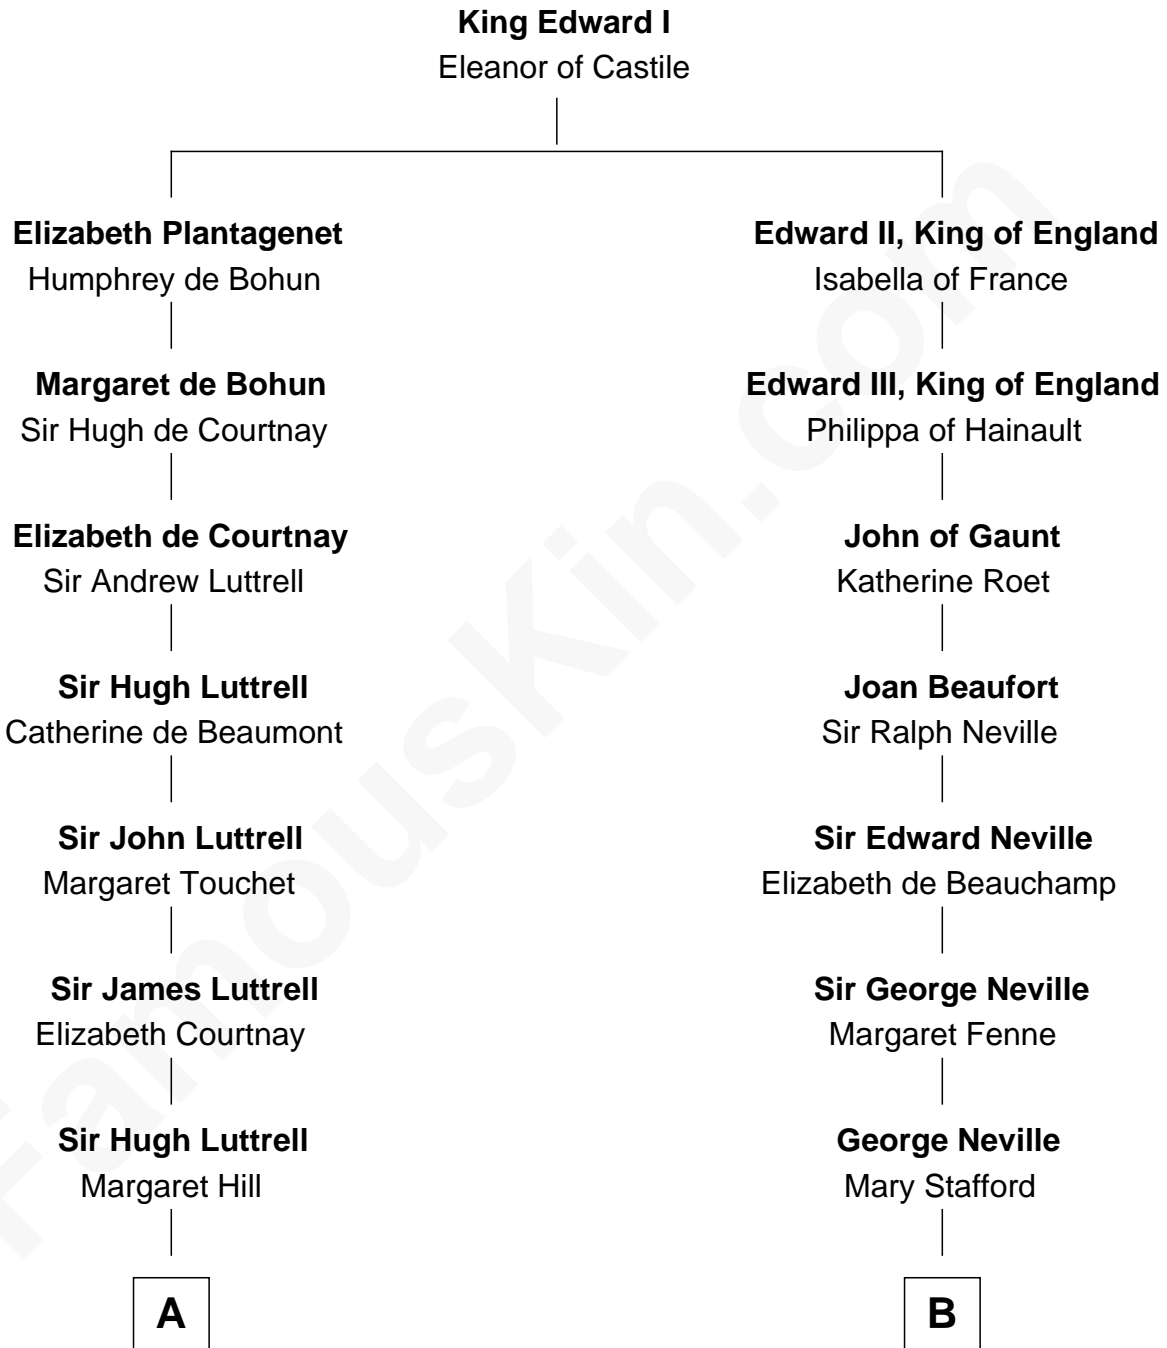 King Edward I
Eleanor of Castile
Elizabeth Plantagenet
Humphrey de Bohun
Edward II, King of England
Isabella of France
Margaret de Bohun
Sir Hugh de Courtnay
Edward III, King of England
Philippa of Hainault
Elizabeth de Courtnay
Sir Andrew Luttrell
John of Gaunt
Katherine Roet
Sir Hugh Luttrell
Catherine de Beaumont
Joan Beaufort
Sir Ralph Neville
Sir John Luttrell
Margaret Touchet
Sir Edward Neville
Elizabeth de Beauchamp
Sir James Luttrell
Elizabeth Courtnay
Sir George Neville
Margaret Fenne
Sir Hugh Luttrell
Margaret Hill
George Neville
Mary Stafford
A
B
FamousKin.com